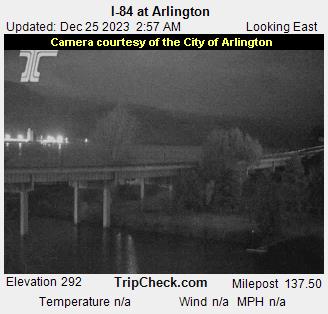 I-84 at Arlington
Updated: Dec 25 2023 2:57 AM Looking East
Camera courtesy of the City of Arlington
Elevation 292 TripCheck.com Milepost 137.50
Temperature n/a Wind n/a MPH n/a